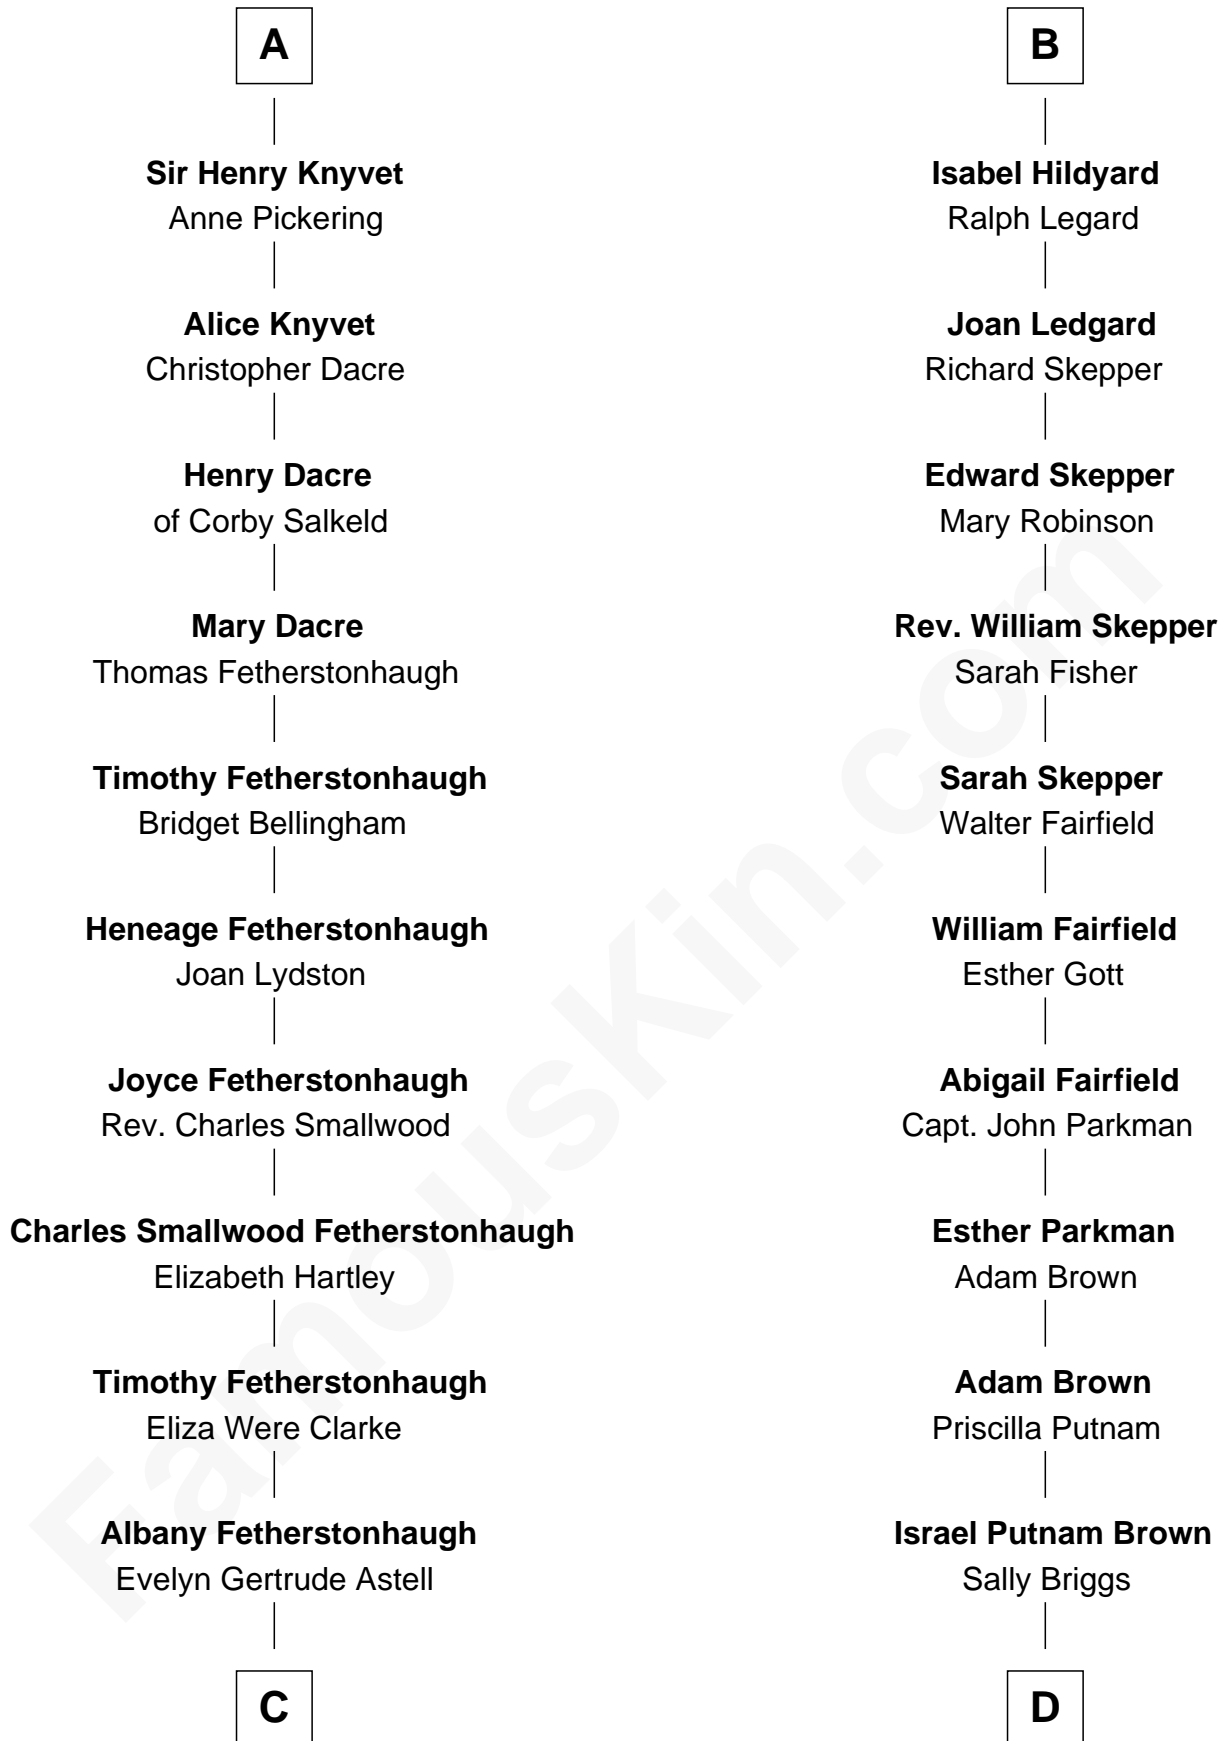 A
Sir Henry Knyvet
Anne Pickering
Alice Knyvet
Christopher Dacre
Henry Dacre
of Corby Salkeld
Mary Dacre
Thomas Fetherstonhaugh
Timothy Fetherstonhaugh
Bridget Bellingham
Heneage Fetherstonhaugh
Joan Lydston
Joyce Fetherstonhaugh
Rev. Charles Smallwood
Charles Smallwood Fetherstonhaugh
Elizabeth Hartley
Timothy Fetherstonhaugh
Eliza Were Clarke
Albany Fetherstonhaugh
Evelyn Gertrude Astell
C
B
Isabel Hildyard
Ralph Legard
Joan Ledgard
Richard Skepper
Edward Skepper
Mary Robinson
Rev. William Skepper
Sarah Fisher
Sarah Skepper
Walter Fairfield
William Fairfield
Esther Gott
Abigail Fairfield
Capt. John Parkman
Esther Parkman
Adam Brown
Adam Brown
Priscilla Putnam
Israel Putnam Brown
Sally Briggs
D
FamousKin.com